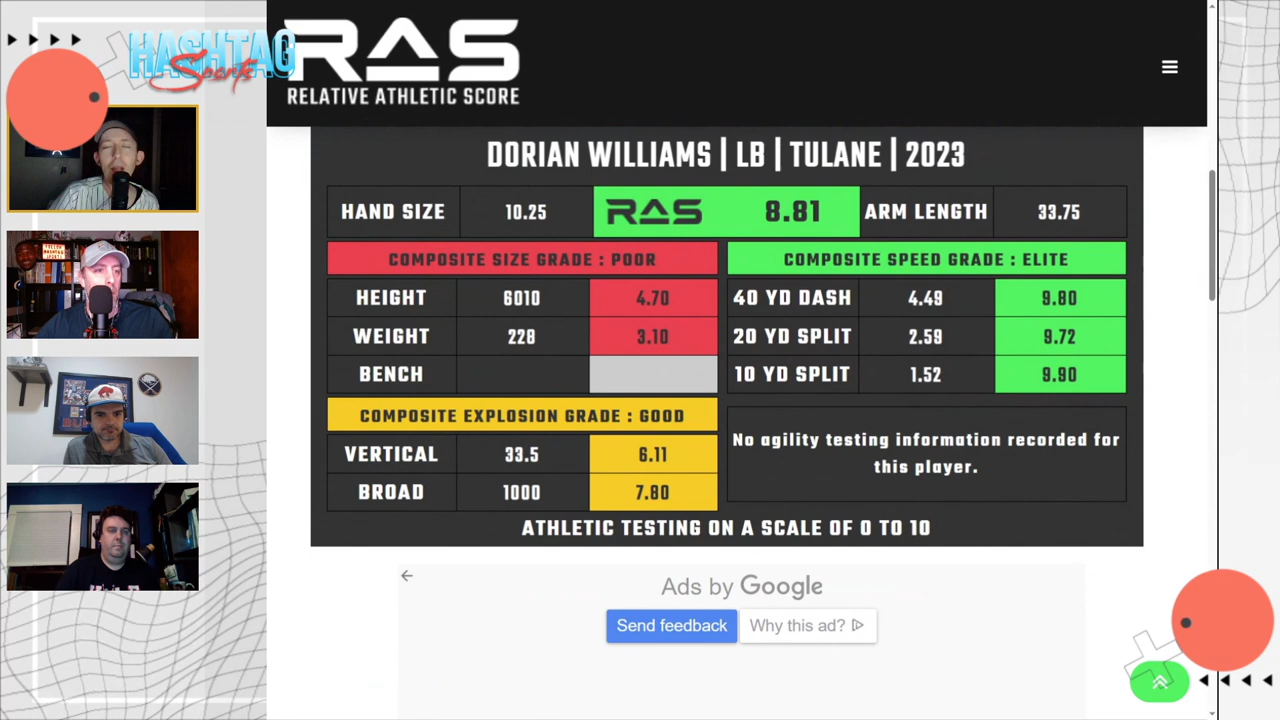 HASHTAG
Sports
RAS
RELATIVE ATHLETIC SCORE
DORIAN WILLIAMS | LB | TULANE | 2023
HAND SIZE 10.25 RAS 8.81 ARM LENGTH 33.75
COMPOSITE SIZE GRADE : POOR
HEIGHT 6010 4.70
WEIGHT 228 3.10
BENCH
COMPOSITE EXPLOSION GRADE : GOOD
VERTICAL 33.5 6.11
BROAD 1000 7.80
COMPOSITE SPEED GRADE : ELITE
40 YD DASH 4.49 9.80
20 YD SPLIT 2.59 9.72
10 YD SPLIT 1.52 9.90
No agility testing information recorded for
this player.
ATHLETIC TESTING ON A SCALE OF 0 TO 10
Ads by Google
Send feedback
Why this ad?